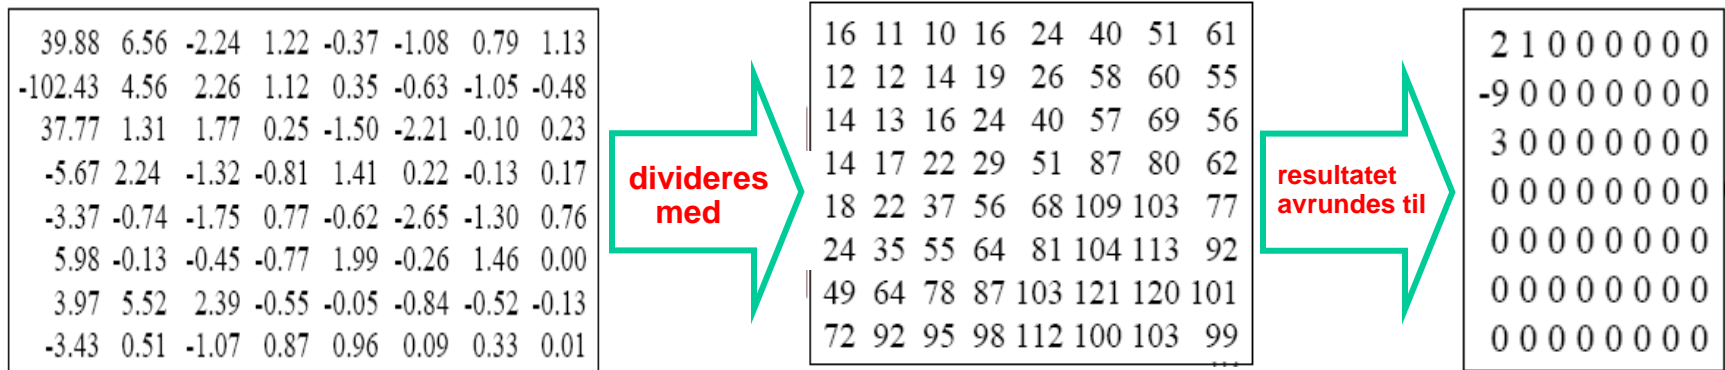 39.88 6.56 -2.24 1.22 -0.37 -1.08 0.79 1.13
-102.43 4.56 2.26 1.12 0.35 -0.63 -1.05 -0.48
37.77 1.31 1.77 0.25 -1.50 -2.21 -0.10 0.23
-5.67 2.24 -1.32 -0.81 1.41 0.22 -0.13 0.17
-3.37 -0.74 -1.75 0.77 -0.62 -2.65 -1.30 0.76
5.98 -0.13 -0.45 -0.77 1.99 -0.26 1.46 0.00
3.97 5.52 2.39 -0.55 -0.05 -0.84 -0.52 -0.13
-3.43 0.51 -1.07 0.87 0.96 0.09 0.33 0.01
divideres
med
16 11 10 16 24 40 51 61
12 12 14 19 26 58 60 55
14 13 16 24 40 57 69 56
14 17 22 29 51 87 80 62
18 22 37 56 68 109 103 77
24 35 55 64 81 104 113 92
49 64 78 87 103 121 120 101
72 92 95 98 112 100 103 99
resultatet
avrundes til
2 1 0 0 0 0 0 0
-9 0 0 0 0 0 0 0
3 0 0 0 0 0 0 0
0 0 0 0 0 0 0 0
0 0 0 0 0 0 0 0
0 0 0 0 0 0 0 0
0 0 0 0 0 0 0 0